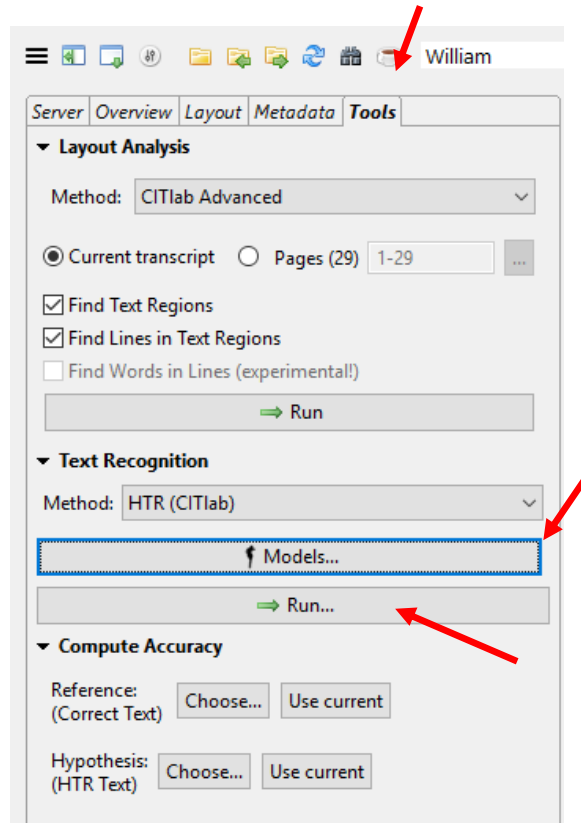 William
Server Overview Layout Metadata Tools
Layout Analysis
Method: CITlab Advanced
Current transcript Pages (29) 1-29 ...
Find Text Regions
Find Lines in Text Regions
Find Words in Lines (experimental!)
Run
Text Recognition
Method: HTR (CITlab)
Models...
Run...
Compute Accuracy
Reference:
(Correct Text) Choose... Use current
Hypothesis:
(HTR Text) Choose... Use current